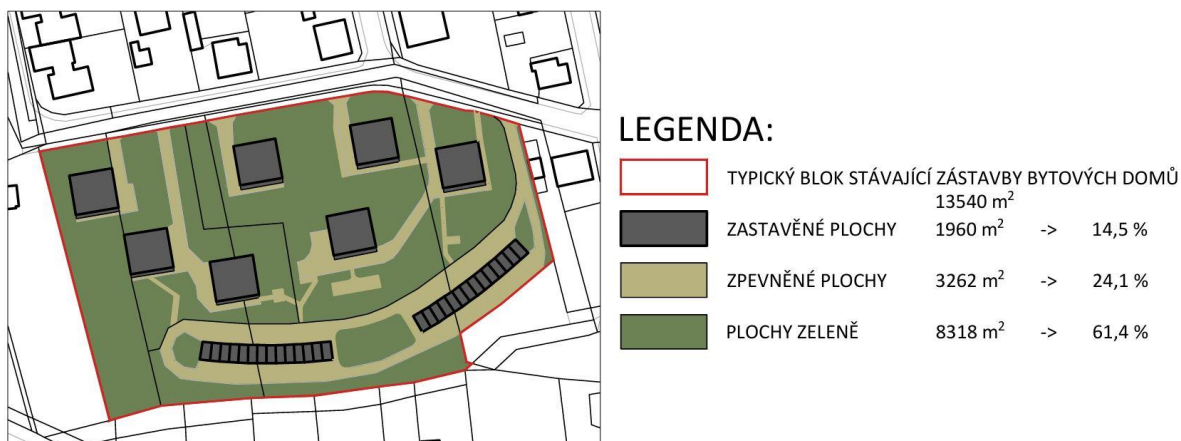 LEGENDA:
TYPICKÝ BLOK STÁVAJÍCÍ ZÁSTAVBY BYTOVÝCH DOMŮ
13540 m²
ZASTAVĚNÉ PLOCHY 1960 m² -> 14,5 %
ZPEVNĚNÉ PLOCHY 3262 m² -> 24,1 %
PLOCHY ZELENĚ 8318 m² -> 61,4 %